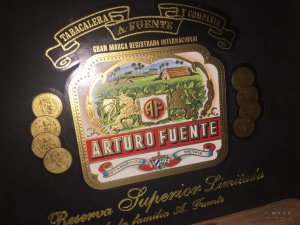 TABACALERA A. FUENTE Y COMPAÑIA
GRAN MARCA REGISTRADA INTERNACIONAL
AF
ARTURO FUENTE
Reserva Superior Limitada
de la familia A. Fuente